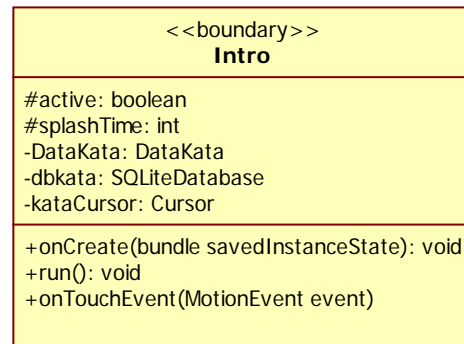 <<boundary>>
Intro
#active: boolean
#splashTime: int
-DataKata: DataKata
-dbkata: SQLiteDatabase
-kataCursor: Cursor
+onCreate(bundle savedInstanceState): void
+run(): void
+onTouchEvent(MotionEvent event)